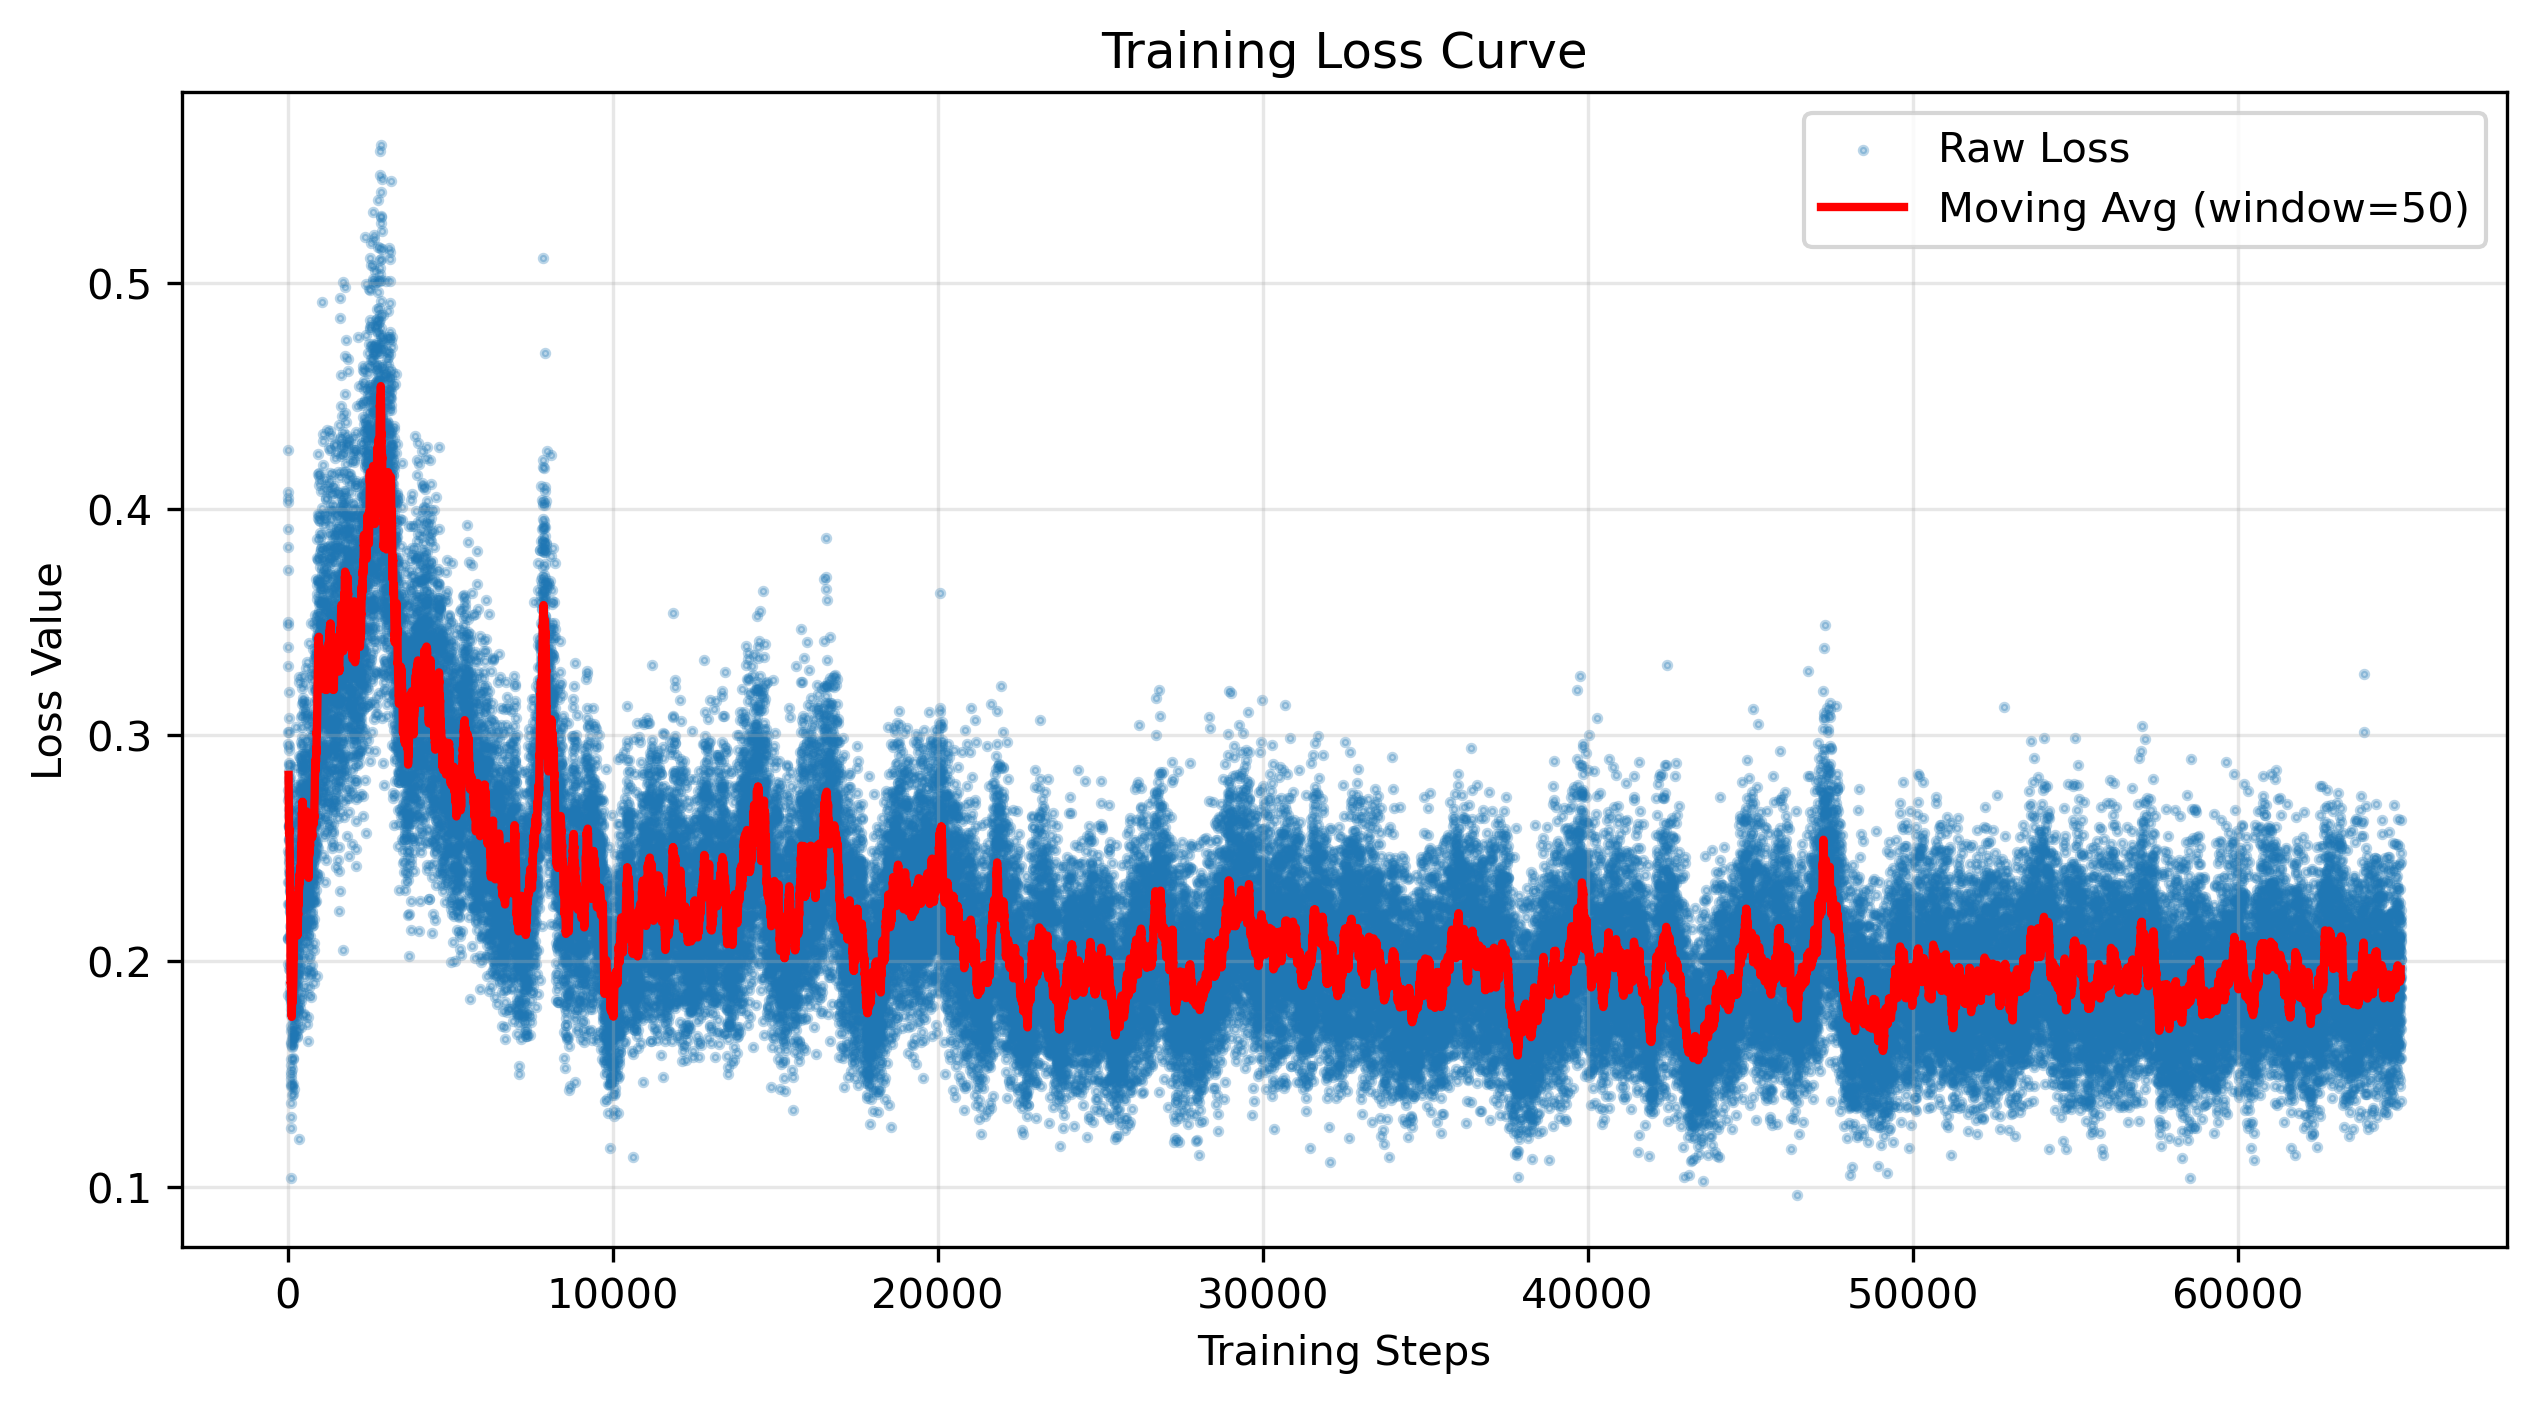 Training Loss Curve
Raw Loss
Moving Avg (window=50)
Loss Value
0.5
0.4
0.3
0.2
0.1
0
10000
20000
30000
40000
50000
60000
Training Steps